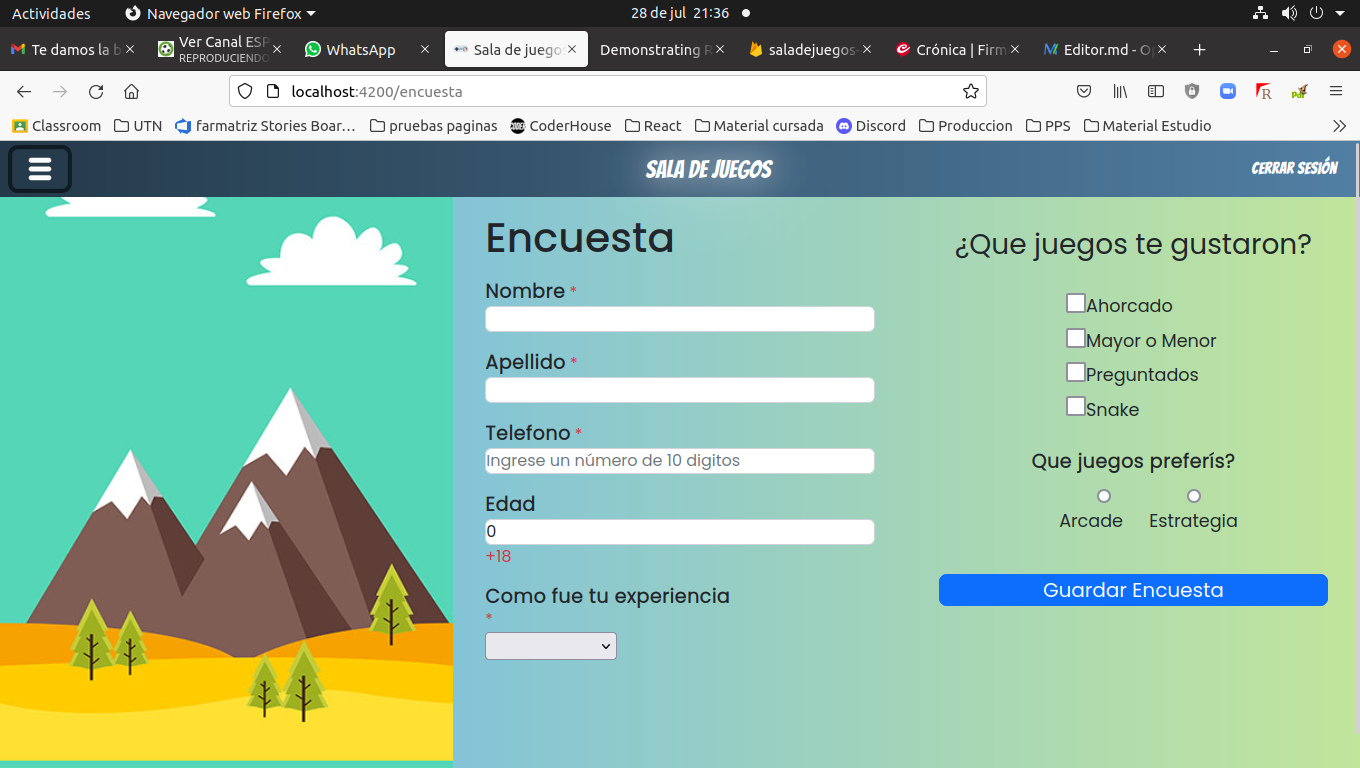 Actividades
Navegador web Firefox
28 de jul 21:36
Te damos la b
Ver Canal ESP
REPRODUCIENDO
WhatsApp
Sala de juego
Demonstrating R
saladejuegos-
Crónica | Firm
Editor.md - Op
localhost:4200/encuesta
Classroom
UTN
farmatriz Stories Boar…
pruebas paginas
CoderHouse
React
Material cursada
Discord
Produccion
PPS
Material Estudio
SALA DE JUEGOS
CERRAR SESIÓN
Encuesta
Nombre *
Apellido *
Telefono *
Ingrese un número de 10 digitos
Edad
0
+18
Como fue tu experiencia
*
¿Que juegos te gustaron?
Ahorcado
Mayor o Menor
Preguntados
Snake
Que juegos preferís?
Arcade
Estrategia
Guardar Encuesta